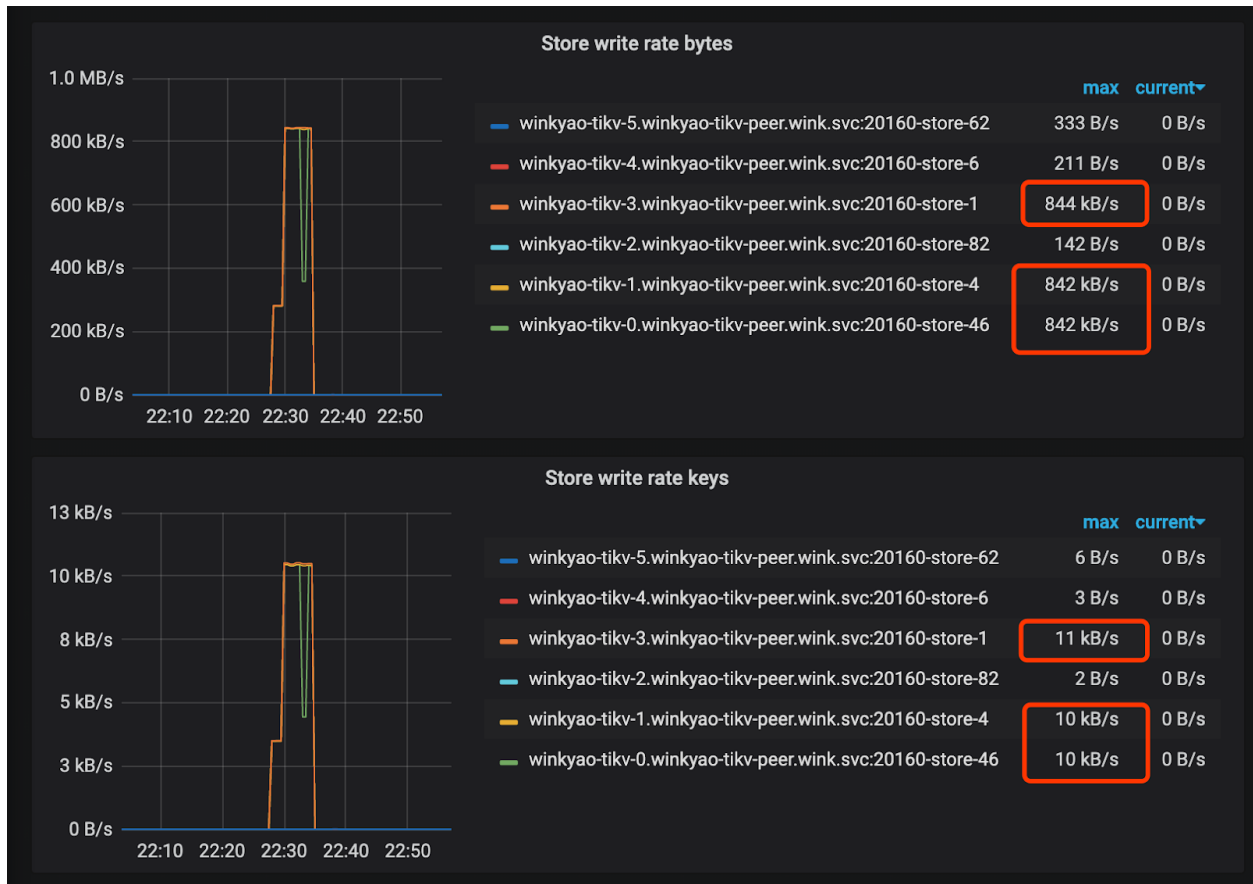 Store write rate bytes
1.0 MB/s
800 kB/s
600 kB/s
400 kB/s
200 kB/s
0 B/s
22:10 22:20 22:30 22:40 22:50
max current
winkyao-tikv-5.winkyao-tikv-peer.wink.svc:20160-store-62 333 B/s 0 B/s
winkyao-tikv-4.winkyao-tikv-peer.wink.svc:20160-store-6 211 B/s 0 B/s
winkyao-tikv-3.winkyao-tikv-peer.wink.svc:20160-store-1 844 kB/s 0 B/s
winkyao-tikv-2.winkyao-tikv-peer.wink.svc:20160-store-82 142 B/s 0 B/s
winkyao-tikv-1.winkyao-tikv-peer.wink.svc:20160-store-4 842 kB/s 0 B/s
winkyao-tikv-0.winkyao-tikv-peer.wink.svc:20160-store-46 842 kB/s 0 B/s
Store write rate keys
13 kB/s
10 kB/s
8 kB/s
5 kB/s
3 kB/s
0 B/s
22:10 22:20 22:30 22:40 22:50
max current
winkyao-tikv-5.winkyao-tikv-peer.wink.svc:20160-store-62 6 B/s 0 B/s
winkyao-tikv-4.winkyao-tikv-peer.wink.svc:20160-store-6 3 B/s 0 B/s
winkyao-tikv-3.winkyao-tikv-peer.wink.svc:20160-store-1 11 kB/s 0 B/s
winkyao-tikv-2.winkyao-tikv-peer.wink.svc:20160-store-82 2 B/s 0 B/s
winkyao-tikv-1.winkyao-tikv-peer.wink.svc:20160-store-4 10 kB/s 0 B/s
winkyao-tikv-0.winkyao-tikv-peer.wink.svc:20160-store-46 10 kB/s 0 B/s